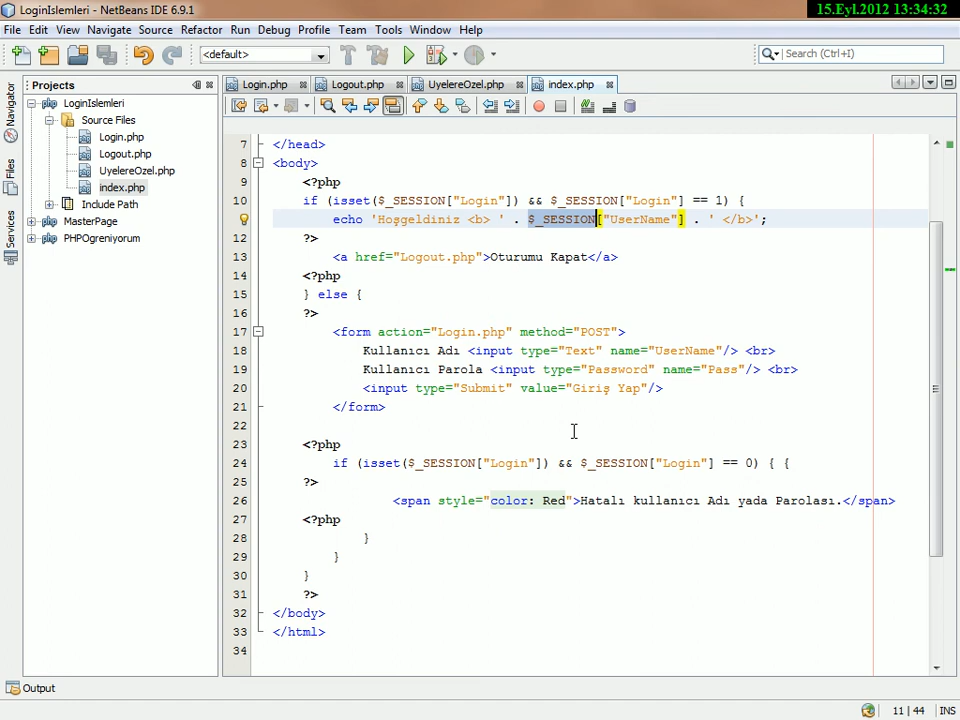 LoginIslemleri - NetBeans IDE 6.9.1
15.Eyl.2012 13:34:32
File Edit View Navigate Source Refactor Run Debug Profile Team Tools Window Help
<default>
Search (Ctrl+I)
Projects
Login.php Logout.php UyelereOzel.php index.php
Navigator
Files
Services
LoginIslemleri
Source Files
Login.php
Logout.php
UyelereOzel.php
index.php
Include Path
MasterPage
PHPOgreniyorum
7 </head>
8 <body>
9 <?php
10 if (isset($_SESSION["Login"]) && $_SESSION["Login"] == 1) {
echo 'Hoşgeldiniz <b> ' . $_SESSION["UserName"] . ' </b>';
12 ?>
13 <a href="Logout.php">Oturumu Kapat</a>
14 <?php
15 } else {
16 ?>
17 <form action="Login.php" method="POST">
18 Kullanıcı Adı <input type="Text" name="UserName"/> <br>
19 Kullanıcı Parola <input type="Password" name="Pass"/> <br>
20 <input type="Submit" value="Giriş Yap"/>
21 </form>
22
23 <?php
24 if (isset($_SESSION["Login"]) && $_SESSION["Login"] == 0) { {
25 ?>
26 <span style="color: Red">Hatalı kullanıcı Adı yada Parolası.</span>
27 <?php
28 }
29 }
30 }
31 ?>
32 </body>
33 </html>
34
Output
11 | 44 INS